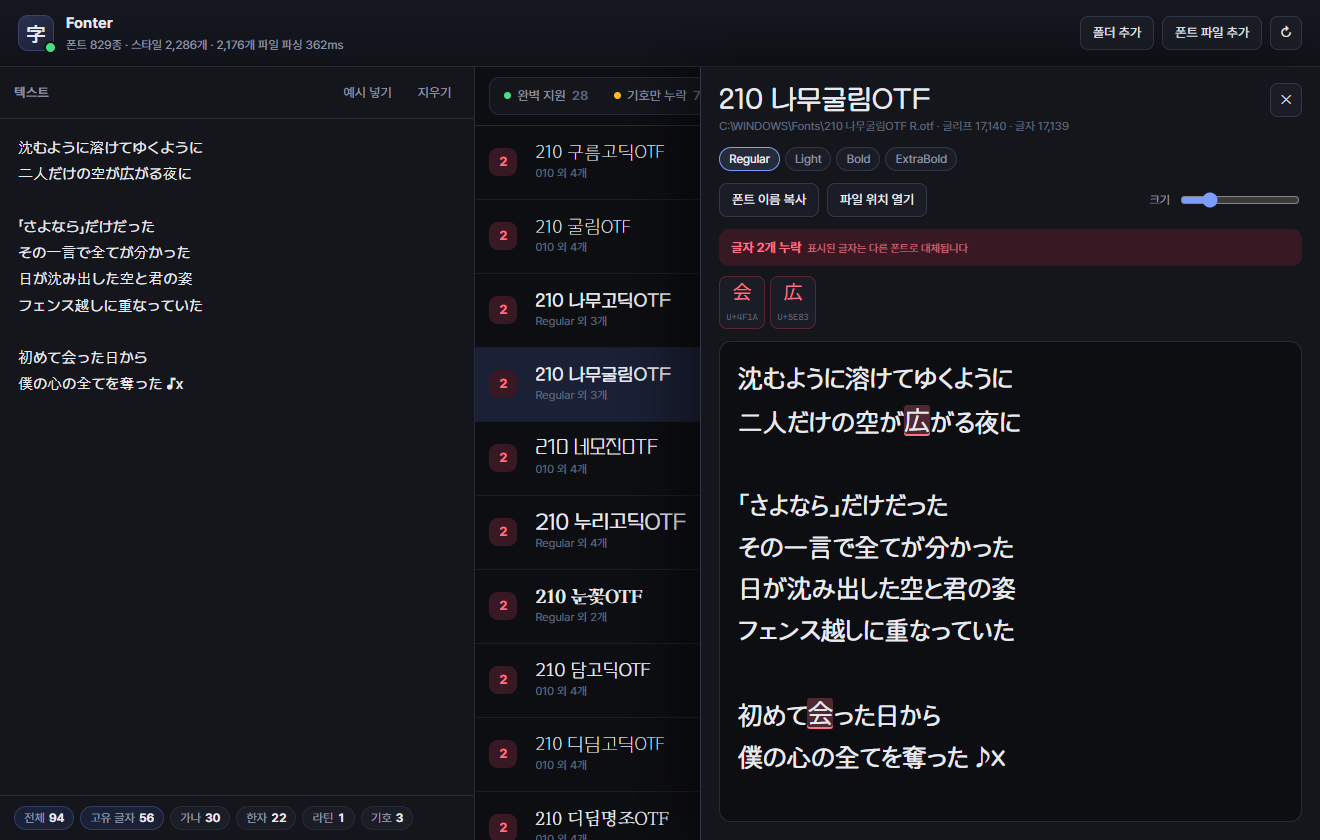 字
Fonter
폰트 829종 · 스타일 2,286개 · 2,176개 파일 파싱 362ms
폴더 추가
폰트 파일 추가
텍스트
예시 넣기
지우기
沈むように溶けてゆくように
二人だけの空が広がる夜に
「さよなら」だけだった
その一言で全てが分かった
日が沈み出した空と君の姿
フェンス越しに重なっていた
初めて会った日から
僕の心の全てを奪った ♪x
전체 94
고유 글자 56
가나 30
한자 22
라틴 1
기호 3
완벽 지원 28
기호만 누락 7
2
210 구름고딕OTF
010 외 4개
2
210 굴림OTF
010 외 4개
2
210 나무고딕OTF
Regular 외 3개
2
210 나무굴림OTF
Regular 외 3개
2
210 네모진OTF
010 외 4개
2
210 누리고딕OTF
Regular 외 4개
2
210 눈꽃OTF
Regular 외 2개
2
210 담고딕OTF
010 외 4개
2
210 디딤고딕OTF
010 외 4개
2
210 디딤명조OTF
010 외 4개
210 나무굴림OTF
C:\WINDOWS\Fonts\210 나무굴림OTF R.otf · 글리프 17,140 · 글자 17,139
Regular
Light
Bold
ExtraBold
폰트 이름 복사
파일 위치 열기
크기
글자 2개 누락 표시된 글자는 다른 폰트로 대체됩니다
会
U+4F1A
広
U+5E83
沈むように溶けてゆくように
二人だけの空が広がる夜に
「さよなら」だけだった
その一言で全てが分かった
日が沈み出した空と君の姿
フェンス越しに重なっていた
初めて会った日から
僕の心の全てを奪った ♪x